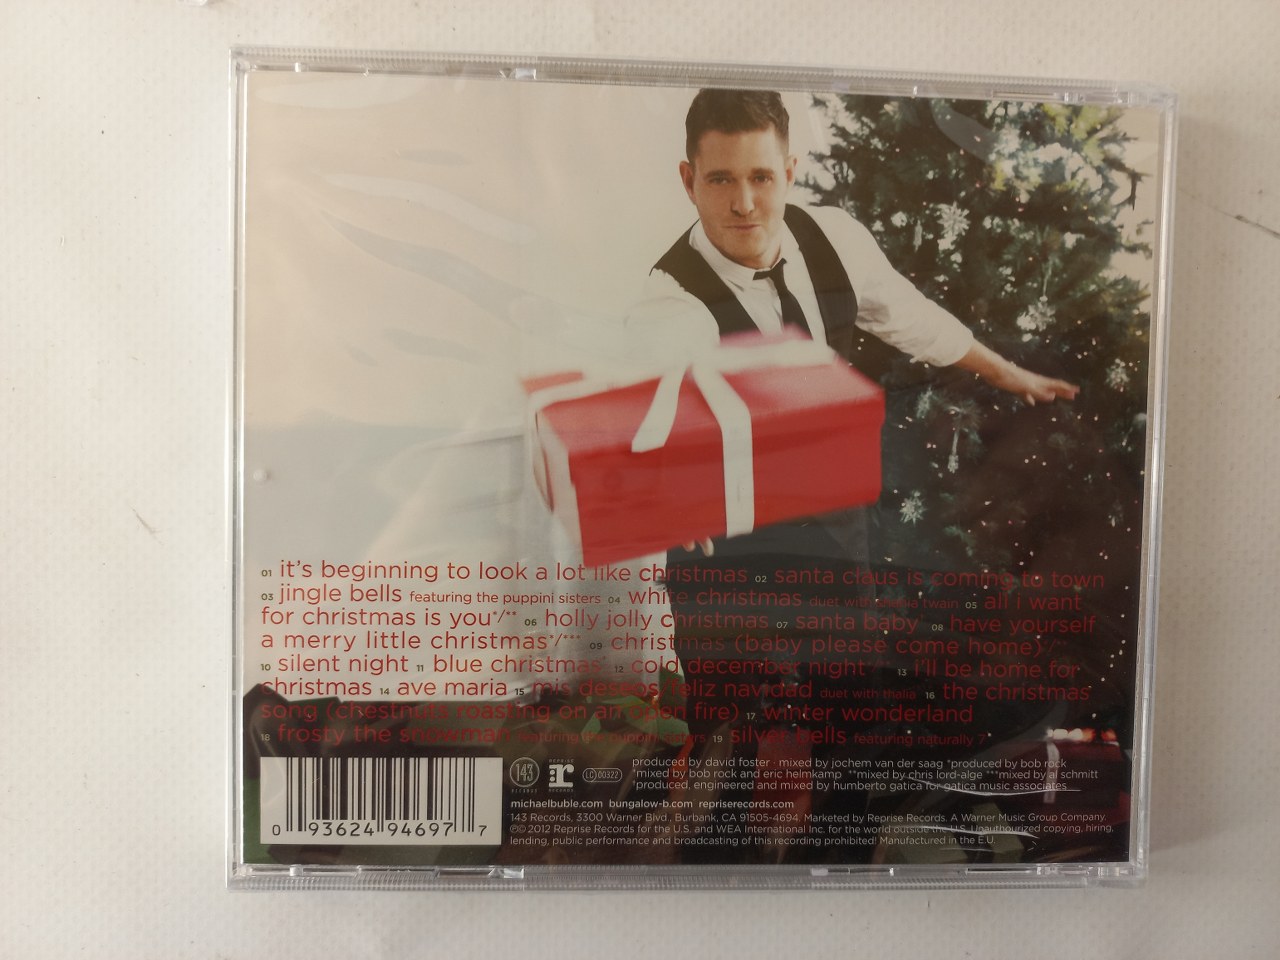 01 it's beginning to look a lot like christmas 02 santa claus is coming to town
03 jingle bells featuring the puppini sisters 04 white christmas duet with shania twain 05 all i want
for christmas is you*/** 06 holly jolly christmas 07 santa baby 08 have yourself
a merry little christmas*/*** 09 christmas (baby please come home)*/**
10 silent night 11 blue christmas 12 cold december night*/** 13 i'll be home for
christmas 14 ave maria 15 mis deseos/feliz navidad duet with thalia 16 the christmas
song (chestnuts roasting on an open fire) 17 winter wonderland
18 frosty the snowman featuring the puppini sisters 19 silver bells featuring naturally 7
143 RECORDS
REPRISE RECORDS
LC 00322
produced by david foster · mixed by jochem van der saag *produced by bob rock
*mixed by bob rock and eric helmkamp **mixed by chris lord-alge ***mixed by al schmitt
*produced, engineered and mixed by humberto gatica for gatica music associates
michaelbuble.com bungalow-b.com repriserecords.com
143 Records, 3300 Warner Blvd., Burbank, CA 91505-4694. Marketed by Reprise Records. A Warner Music Group Company.
℗© 2012 Reprise Records for the U.S. and WEA International Inc. for the world outside the U.S. Unauthorized copying, hiring,
lending, public performance and broadcasting of this recording prohibited! Manufactured in the E.U.
0 93624 94697 7